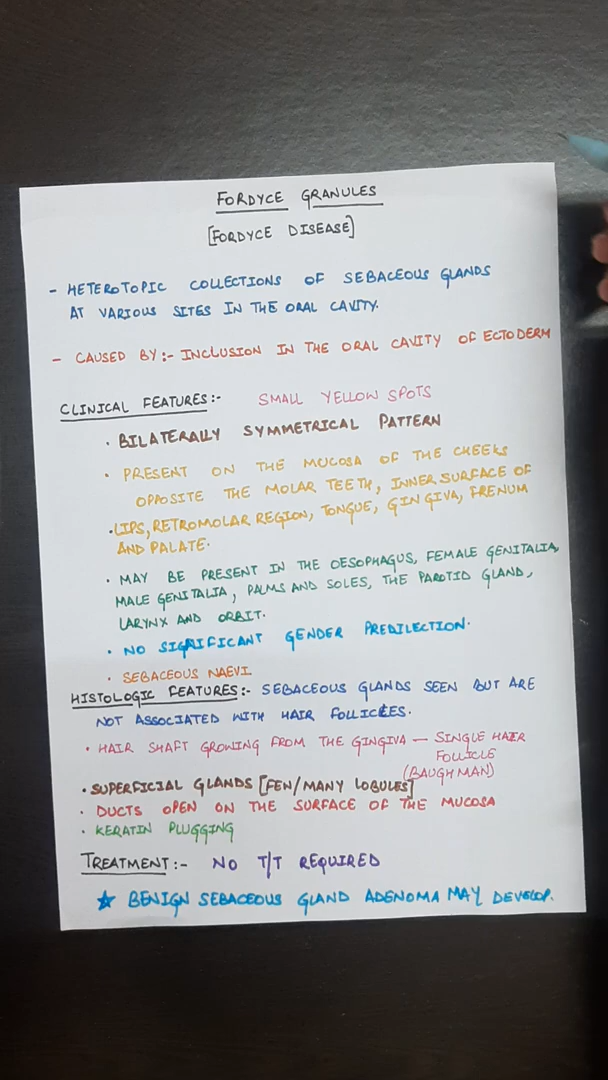 FORDYCE GRANULES
[FORDYCE DISEASE]
- HETEROTOPIC COLLECTIONS OF SEBACEOUS GLANDS
AT VARIOUS SITES IN THE ORAL CAVITY.
- CAUSED BY:- INCLUSION IN THE ORAL CAVITY OF ECTODERM
CLINICAL FEATURES:- SMALL YELLOW SPOTS
· BILATERALLY SYMMETRICAL PATTERN
· PRESENT ON THE MUCOSA OF THE CHEEKS
OPPOSITE THE MOLAR TEETH, INNER SURFACE OF
·LIPS, RETROMOLAR REGION, TONGUE, GINGIVA, FRENUM
AND PALATE.
· MAY BE PRESENT IN THE OESOPHAGUS, FEMALE GENITALIA,
MALE GENITALIA, PALMS AND SOLES, THE PAROTID GLAND,
LARYNX AND ORBIT.
· NO SIGNIFICANT GENDER PREDILECTION.
· SEBACEOUS NAEVI
HISTOLOGIC FEATURES:- SEBACEOUS GLANDS SEEN BUT ARE
NOT ASSOCIATED WITH HAIR FOLLICLES.
· HAIR SHAFT GROWING FROM THE GINGIVA — SINGLE HAIR
FOLLICLE
(BAUGHMAN)
· SUPERFICIAL GLANDS [FEW/MANY LOBULES]
· DUCTS OPEN ON THE SURFACE OF THE MUCOSA
· KERATIN PLUGGING
TREATMENT:- NO T/T REQUIRED
★ BENIGN SEBACEOUS GLAND ADENOMA MAY DEVELOP.